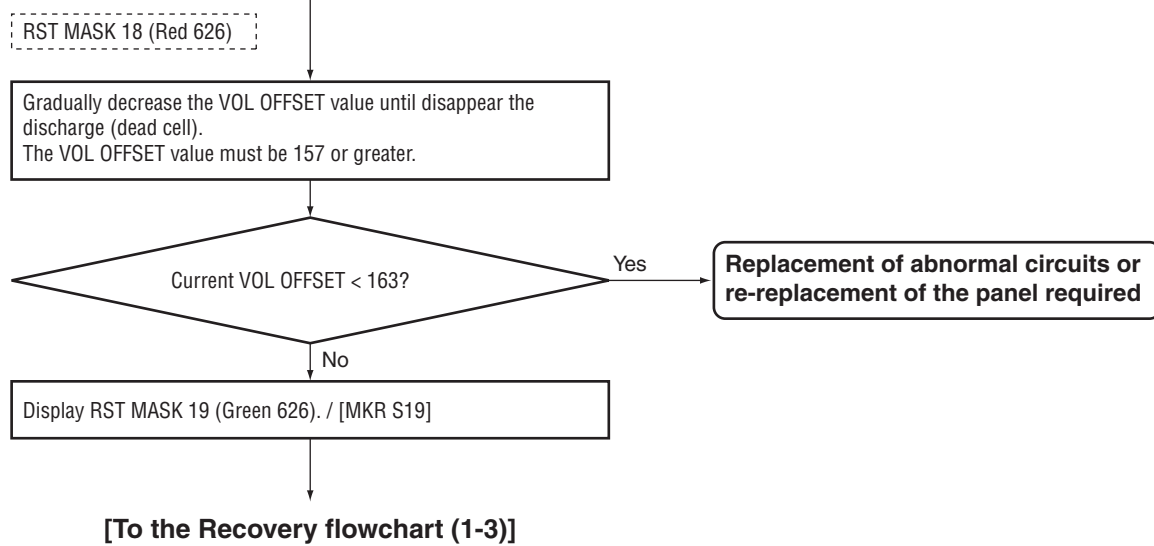 RST MASK 18 (Red 626)
Gradually decrease the VOL OFFSET value until disappear the
discharge (dead cell).
The VOL OFFSET value must be 157 or greater.
Current VOL OFFSET < 163?
Yes
Replacement of abnormal circuits or
re-replacement of the panel required
No
Display RST MASK 19 (Green 626). / [MKR S19]
[To the Recovery flowchart (1-3)]